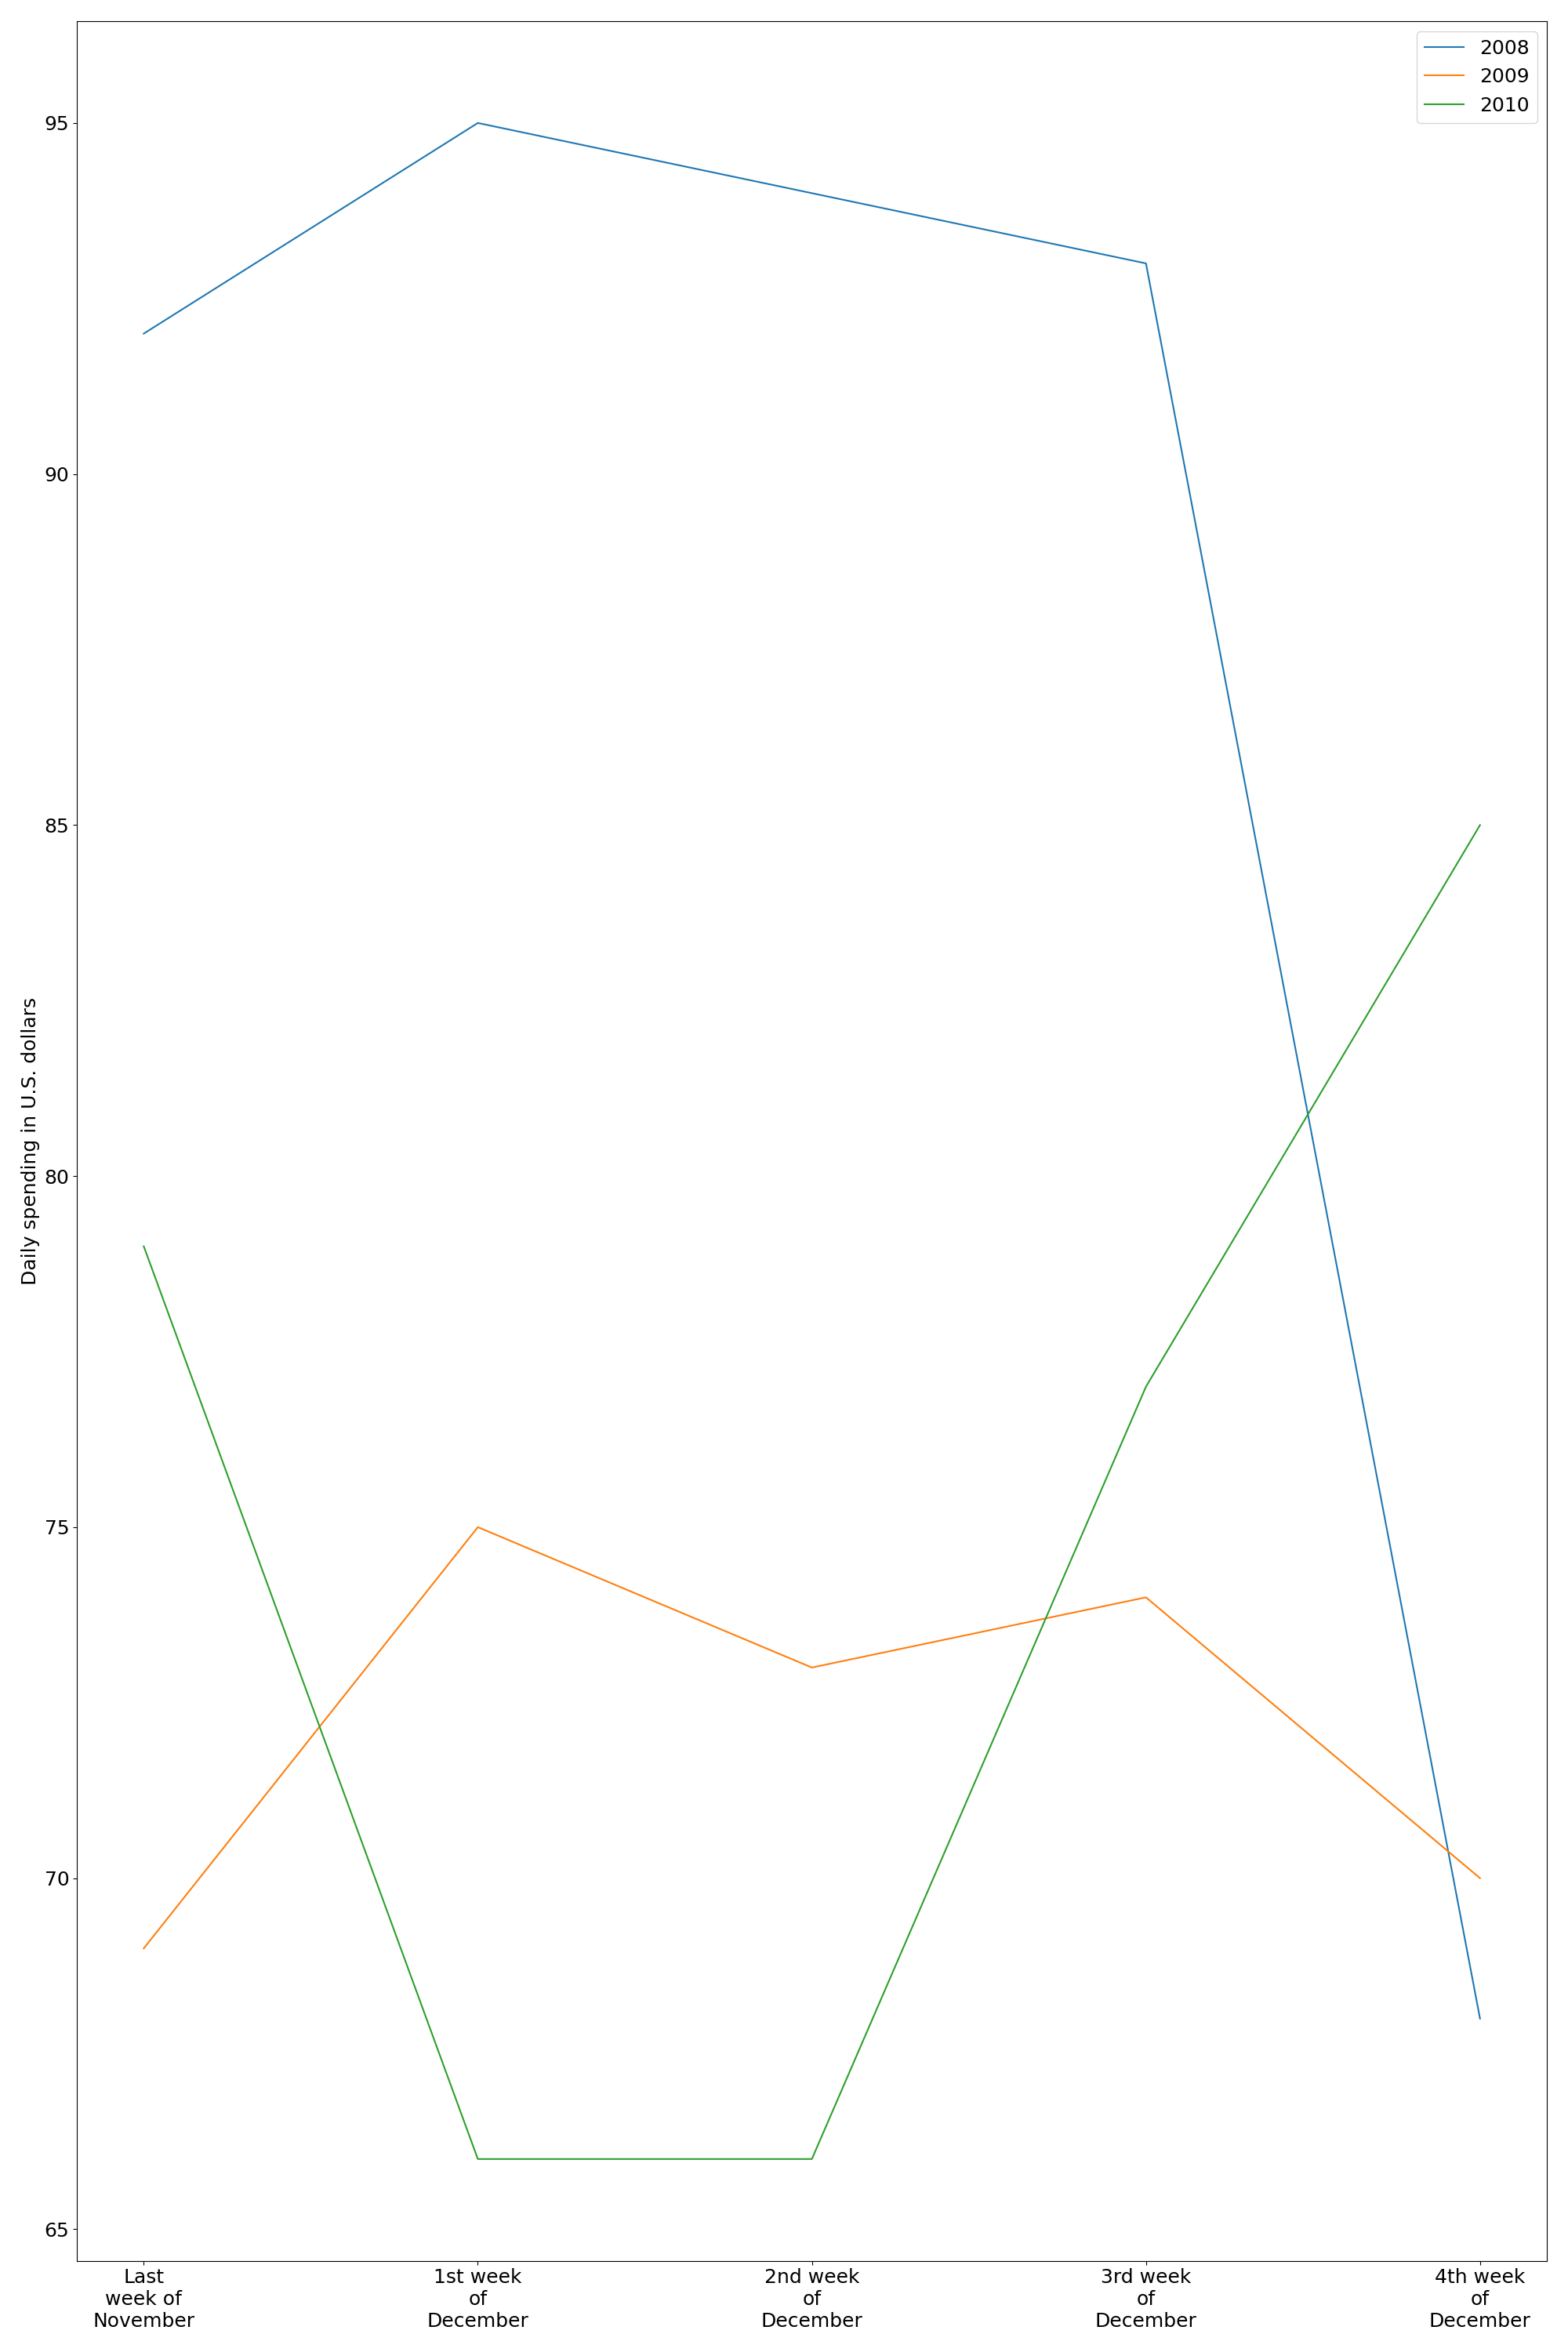 2008
2009
2010
95
90
85
80
75
70
65
Daily spending in U.S. dollars
Last
week of
November
1st week
of
December
2nd week
of
December
3rd week
of
December
4th week
of
December